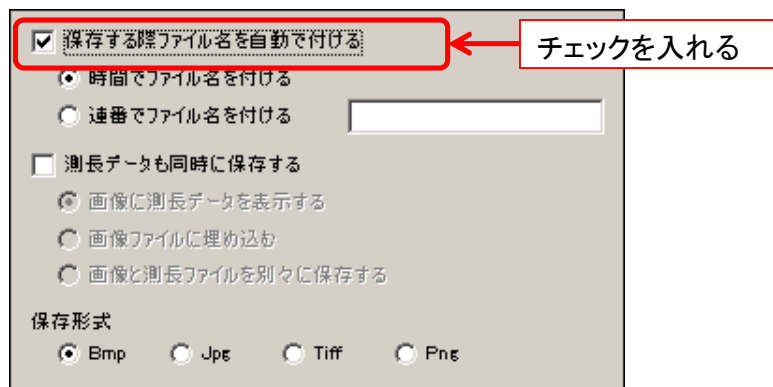 保存する際ファイル名を自動で付ける
チェックを入れる
時間でファイル名を付ける
連番でファイル名を付ける
測長データも同時に保存する
画像に測長データを表示する
画像ファイルに埋め込む
画像と測長ファイルを別々に保存する
保存形式
Bmp Jpg Tiff Png